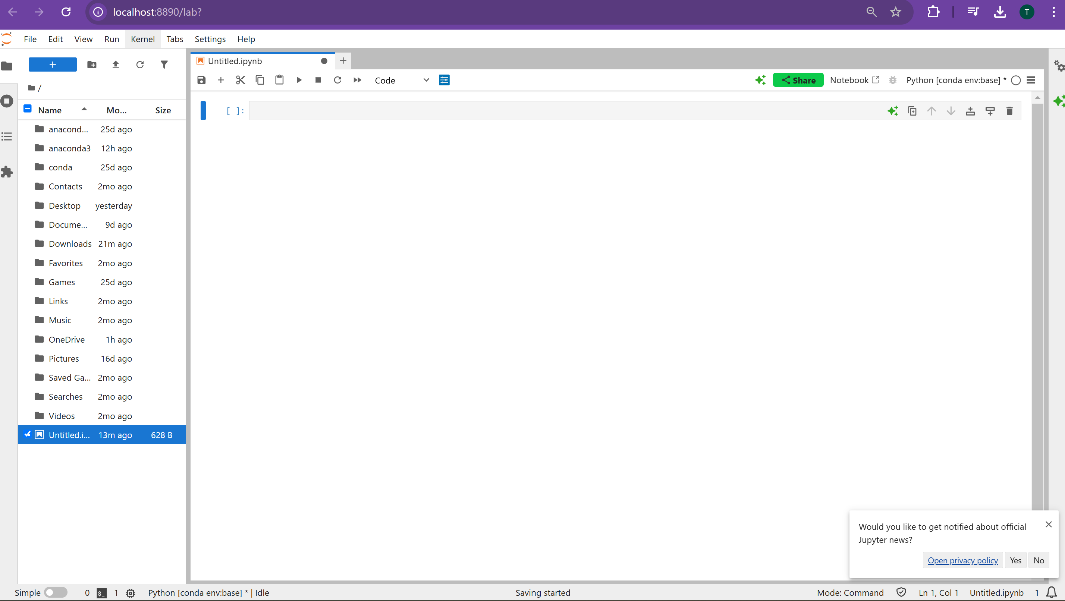 localhost:8890/lab?
T
File Edit View Run Kernel Tabs Settings Help
+
/
Name Mo... Size
anacond... 25d ago
anaconda3 12h ago
conda 25d ago
Contacts 2mo ago
Desktop yesterday
Docume... 9d ago
Downloads 21m ago
Favorites 2mo ago
Games 25d ago
Links 2mo ago
Music 2mo ago
OneDrive 1h ago
Pictures 16d ago
Saved Ga... 2mo ago
Searches 2mo ago
Videos 2mo ago
Untitled.i... 13m ago 628 B
Untitled.ipynb
Code
Share Notebook Python [conda env:base] *
[ ]:
Would you like to get notified about official
Jupyter news?
Open privacy policy Yes No
Simple 0 1 Python [conda env:base] * | Idle Saving started Mode: Command Ln 1, Col 1 Untitled.ipynb 1